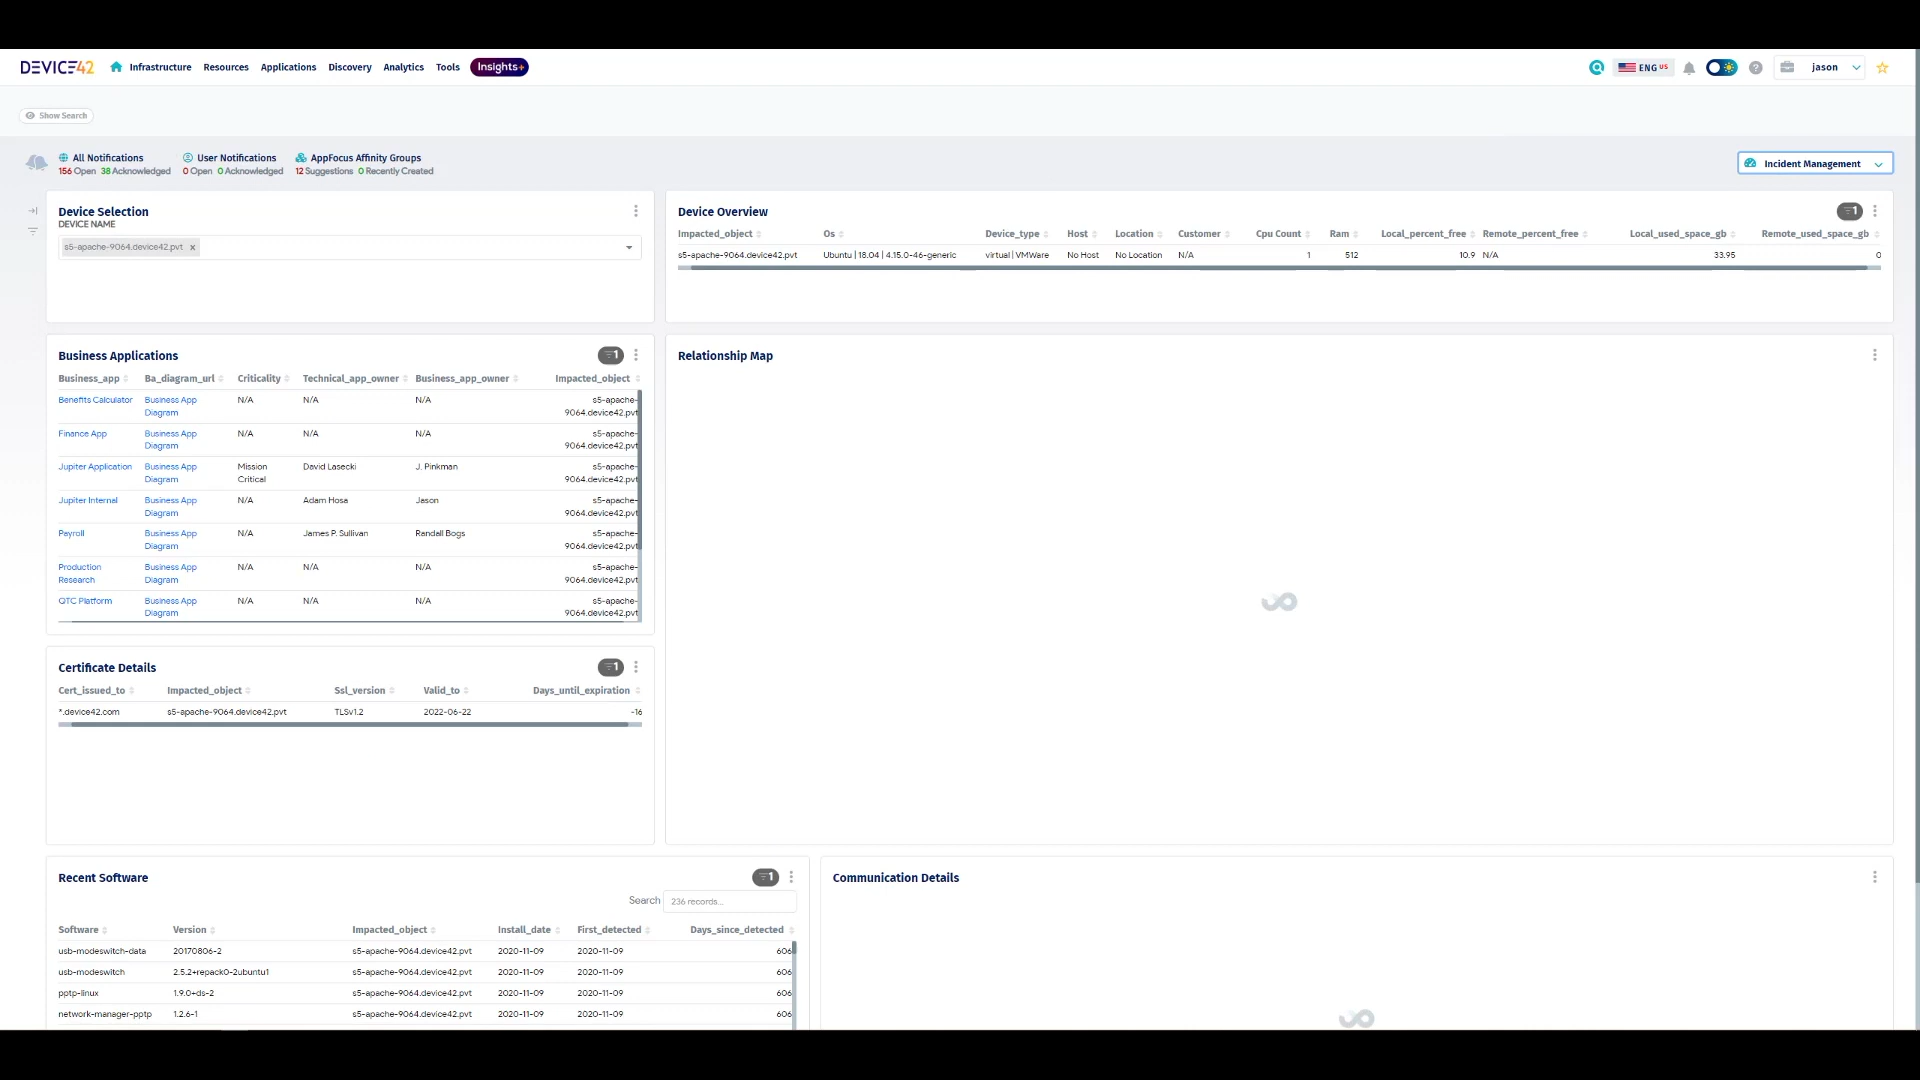 DEVICE42 Infrastructure Resources Applications Discovery Analytics Tools Insights+ ENG US ? jason
Show Search
All Notifications User Notifications AppFocus Affinity Groups
156 Open 38 Acknowledged 0 Open 0 Acknowledged 12 Suggestions 0 Recently Created
Incident Management
Device Selection
DEVICE NAME
s5-apache-9064.device42.pvt ×
Device Overview 1
Impacted_object Os Device_type Host Location Customer Cpu Count Ram Local_percent_free Remote_percent_free Local_used_space_gb Remote_used_space_gb
s5-apache-9064.device42.pvt Ubuntu | 18.04 | 4.15.0-46-generic virtual | VMWare No Host No Location N/A 1 512 10.9 N/A 33.95 0
Business Applications 1
Business_app Ba_diagram_url Criticality Technical_app_owner Business_app_owner Impacted_object
Benefits Calculator Business App N/A N/A N/A s5-apache-
Diagram 9064.device42.pvt
Finance App Business App N/A N/A N/A s5-apache-
Diagram 9064.device42.pvt
Jupiter Application Business App Mission David Lasecki J. Pinkman s5-apache-
Diagram Critical 9064.device42.pvt
Jupiter Internal Business App N/A Adam Hosa Jason s5-apache-
Diagram 9064.device42.pvt
Payroll Business App N/A James P. Sullivan Randall Bogs s5-apache-
Diagram 9064.device42.pvt
Production Business App N/A N/A N/A s5-apache-
Research Diagram 9064.device42.pvt
QTC Platform Business App N/A N/A N/A s5-apache-
Diagram 9064.device42.pvt
Relationship Map
Certificate Details 1
Cert_issued_to Impacted_object Ssl_version Valid_to Days_until_expiration
*.device42.com s5-apache-9064.device42.pvt TLSv1.2 2022-06-22 -16
Recent Software 1
Search 236 records...
Software Version Impacted_object Install_date First_detected Days_since_detected
usb-modeswitch-data 20170806-2 s5-apache-9064.device42.pvt 2020-11-09 2020-11-09 606
usb-modeswitch 2.5.2+repack0-2ubuntu1 s5-apache-9064.device42.pvt 2020-11-09 2020-11-09 606
pptp-linux 1.9.0+ds-2 s5-apache-9064.device42.pvt 2020-11-09 2020-11-09 606
network-manager-pptp 1.2.6-1 s5-apache-9064.device42.pvt 2020-11-09 2020-11-09 606
Communication Details